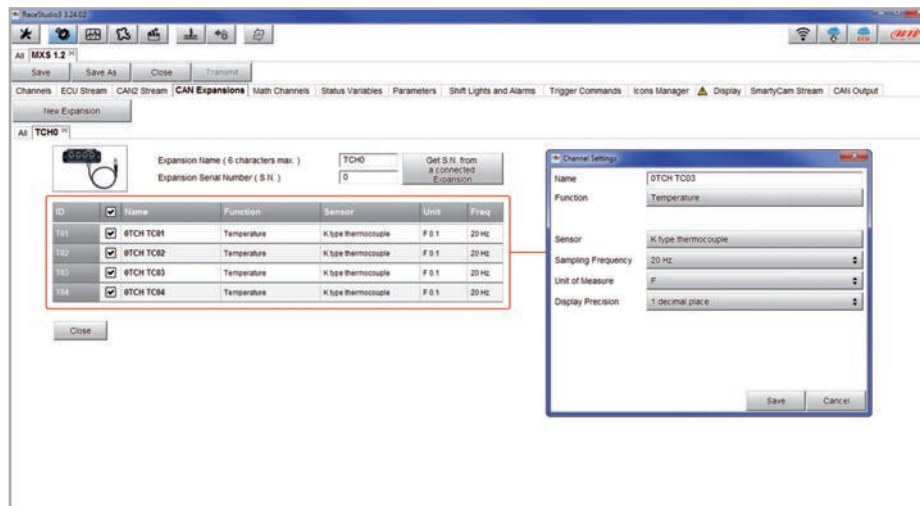 RaceStudio3 3.24.02
All MXS 1.2
Save Save As Close Transmit
Channels ECU Stream CAN2 Stream CAN Expansions Math Channels Status Variables Parameters Shift Lights and Alarms Trigger Commands Icons Manager Display SmartyCam Stream CAN Output
New Expansion
All TCH0
Expansion Name ( 6 characters max. ) TCH0
Expansion Serial Number ( S.N. ) 0
Get S.N. from
a connected
Expansion
ID Name Function Sensor Unit Freq
T01 0TCH TC01 Temperature K type thermocouple F 0.1 20 Hz
T02 0TCH TC02 Temperature K type thermocouple F 0.1 20 Hz
T03 0TCH TC03 Temperature K type thermocouple F 0.1 20 Hz
T04 0TCH TC04 Temperature K type thermocouple F 0.1 20 Hz
Close
Channel Settings
Name 0TCH TC03
Function Temperature
Sensor K type thermocouple
Sampling Frequency 20 Hz
Unit of Measure F
Display Precision 1 decimal place
Save Cancel